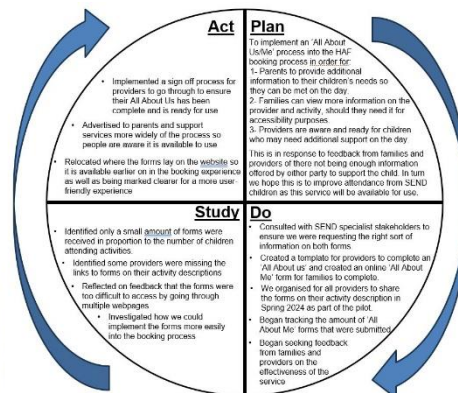 Act
• Implemented a sign off process for
providers to go through to ensure
their All About Us has been
complete and is ready for use
• Advertised to parents and support
services more widely of the process so
people are aware it is available to use
• Relocated where the forms lay on the website so
it is available earlier on in the booking experience
as well as being marked clearer for a more user-
friendly experience
Plan
To implement an 'All About
Us/Me' process into the HAF
booking process in order for:
1- Parents to provide additional
information to their children's needs so
they can be met on the day.
2- Families can view more information on the
provider and activity, should they need it for
accessibility purposes.
3- Providers are aware and ready for children
who may need additional support on the day
This is in response to feedback from families and
providers of there not being enough information
offered by either party to support the child. In turn
we hope this is to improve attendance from SEND
children as this service will be available for use.
Study
• Identified only a small amount of forms were
received in proportion to the number of children
attending activities.
• Identified some providers were missing the
links to forms on their activity descriptions
• Reflected on feedback that the forms were
too difficult to access by going through
multiple webpages
• Investigated how we could
implement the forms more easily
into the booking process
Do
• Consulted with SEND specialist stakeholders to
ensure we were requesting the right sort of
information on both forms.
• Created a template for providers to complete an
'All About us' and created an online 'All About
Me' form for families to complete.
• We organised for all providers to share
the forms on their activity description in
Spring 2024 as part of the pilot.
• Began tracking the amount of 'All
About Me' forms that were submitted.
• Began seeking feedback
from families and
providers on the
effectiveness of the
service